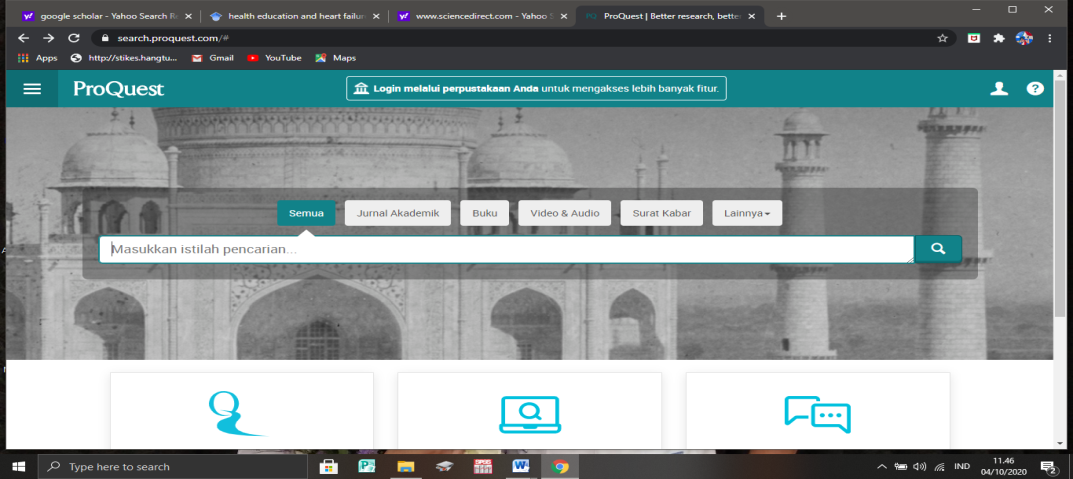 google scholar - Yahoo Search R
health education and heart failur
www.sciencedirect.com - Yahoo S
ProQuest | Better research, bette
search.proquest.com/#
Apps
http://stikes.hangtu...
Gmail
YouTube
Maps
ProQuest
Login melalui perpustakaan Anda untuk mengakses lebih banyak fitur.
Semua
Jurnal Akademik
Buku
Video & Audio
Surat Kabar
Lainnya
Masukkan istilah pencarian...
Type here to search
IND
11.46
04/10/2020
2